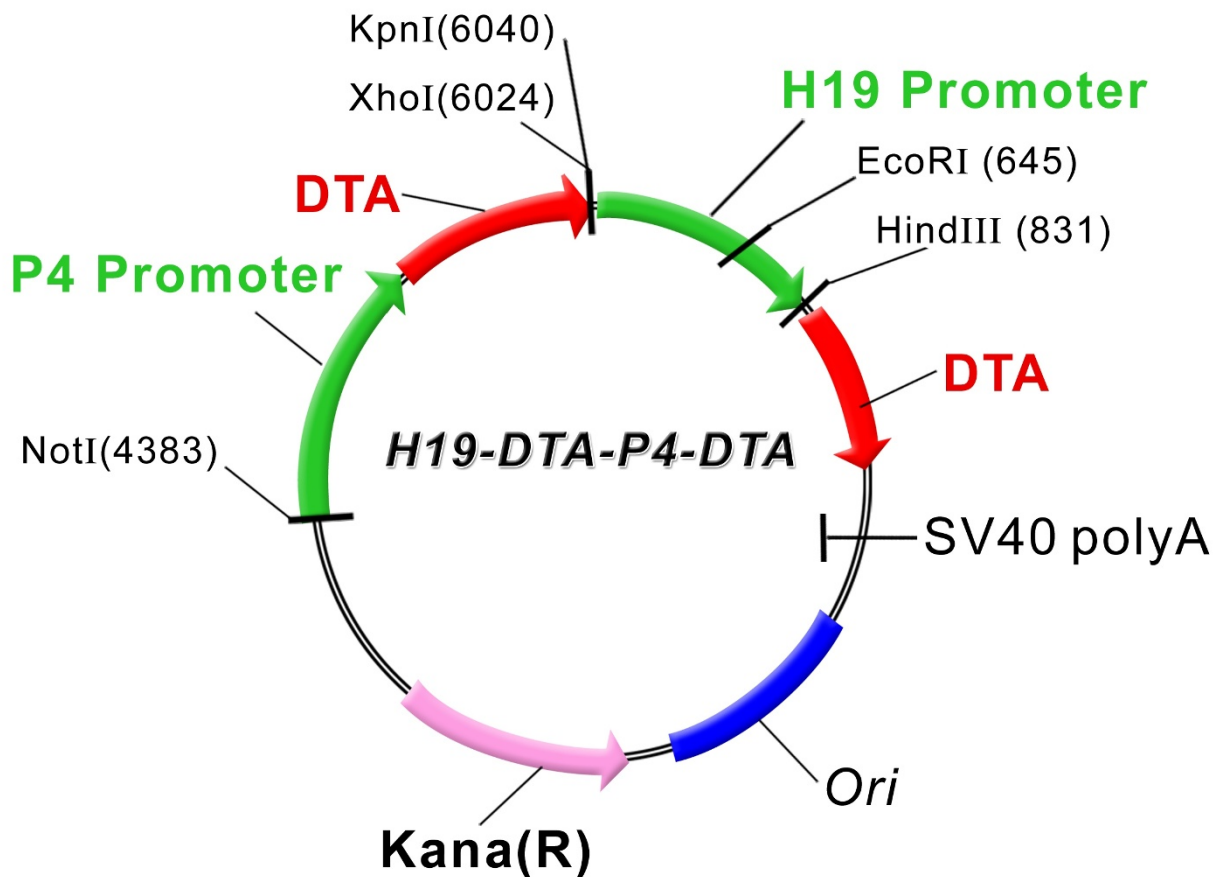 KpnI(6040)
XhoI(6024)
H19 Promoter
EcoRI (645)
DTA
HindIII (831)
P4 Promoter
DTA
NotI(4383)
H19-DTA-P4-DTA
SV40 polyA
Ori
Kana(R)